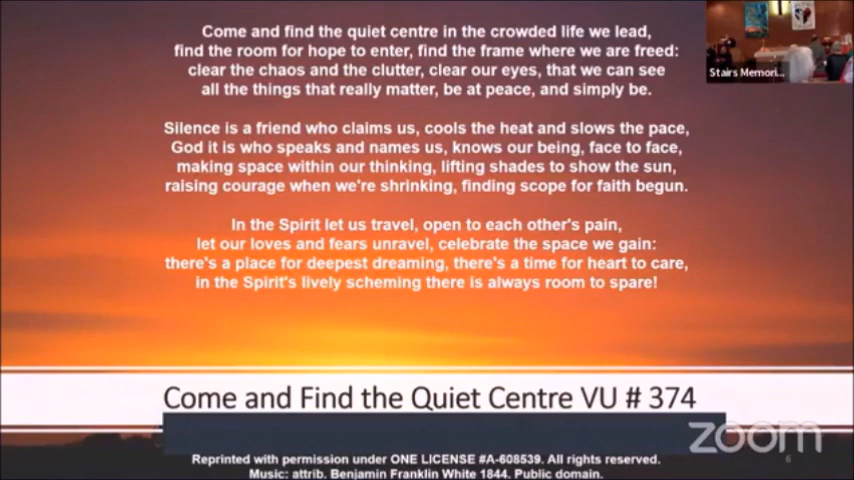 Come and find the quiet centre in the crowded life we lead,
find the room for hope to enter, find the frame where we are freed:
clear the chaos and the clutter, clear our eyes, that we can see
all the things that really matter, be at peace, and simply be.
Silence is a friend who claims us, cools the heat and slows the pace,
God it is who speaks and names us, knows our being, face to face,
making space within our thinking, lifting shades to show the sun,
raising courage when we're shrinking, finding scope for faith begun.
In the Spirit let us travel, open to each other's pain,
let our loves and fears unravel, celebrate the space we gain:
there's a place for deepest dreaming, there's a time for heart to care,
in the Spirit's lively scheming there is always room to spare!
Stairs Memori...
Come and Find the Quiet Centre VU # 374
zoom
6
Reprinted with permission under ONE LICENSE #A-608539. All rights reserved.
Music: attrib. Benjamin Franklin White 1844. Public domain.